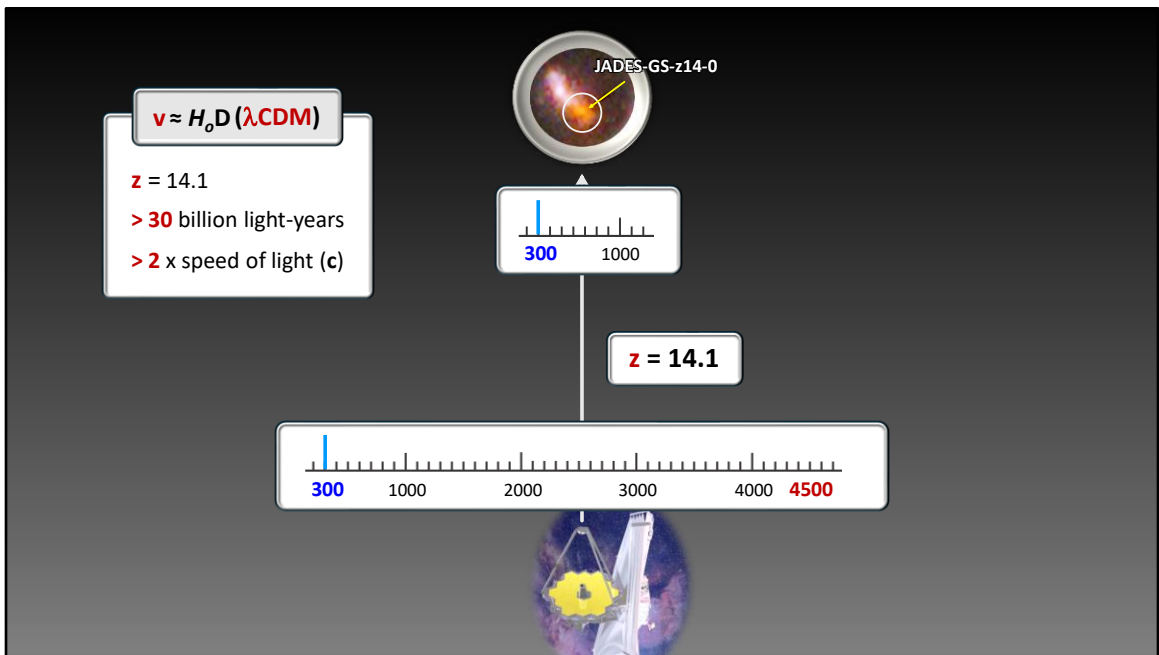 JADES-GS-z14-0
v ≈ HₒD (λCDM)
z = 14.1
> 30 billion light-years
> 2 x speed of light (c)
300 1000
z = 14.1
300 1000 2000 3000 4000 4500